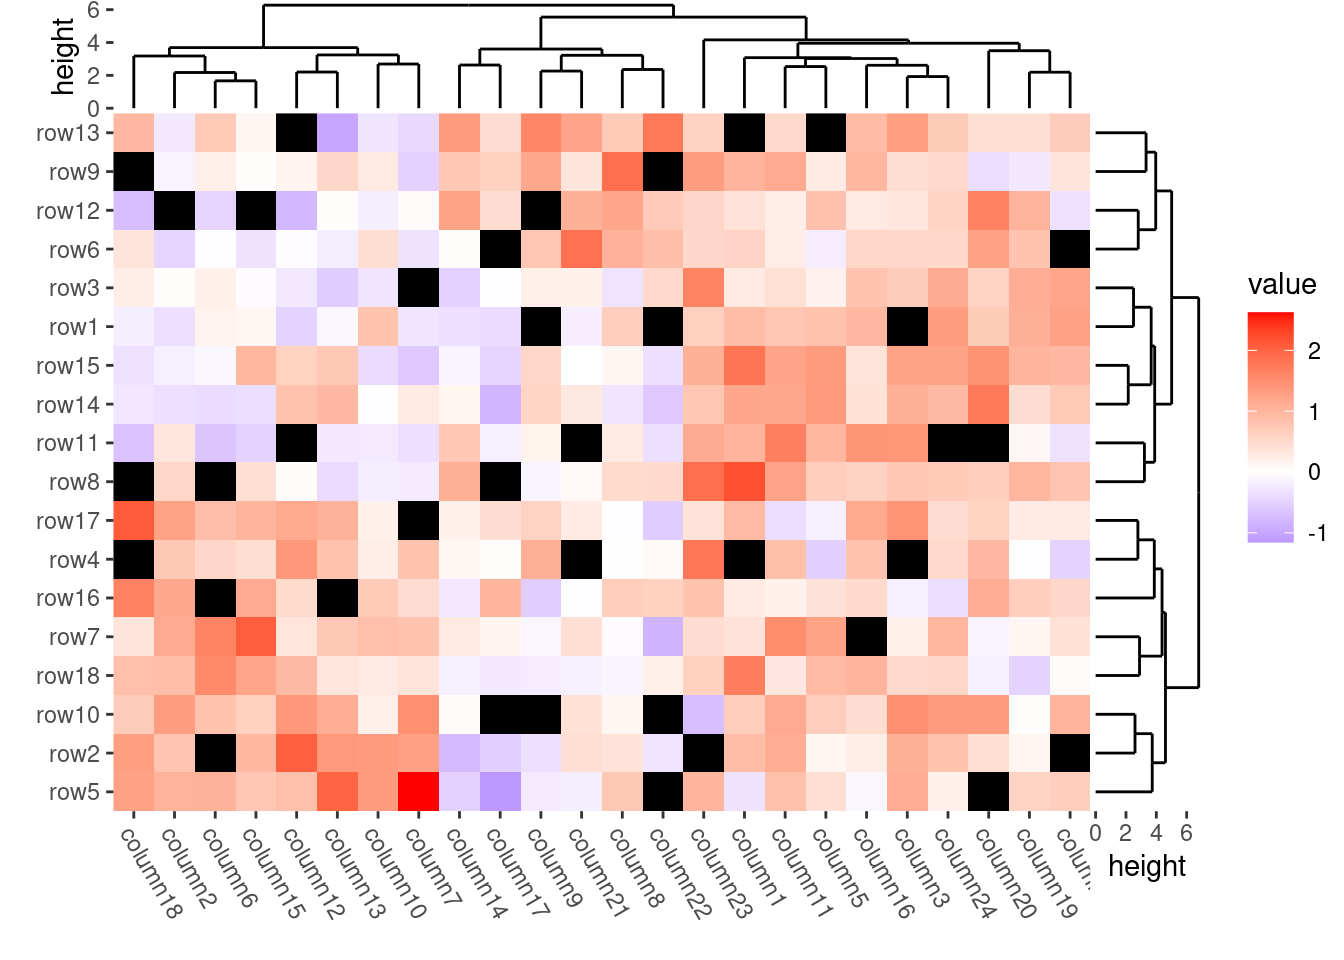 height
6
4
2
0
row13
row9
row12
row6
row3
row1
row15
row14
row11
row8
row17
row4
row16
row7
row18
row10
row2
row5
column18
column2
column6
column15
column12
column13
column10
column7
column14
column17
column9
column21
column8
column22
column23
column1
column11
column5
column16
column3
column24
column20
column19
0 2 4 6
height
value
2
1
0
-1